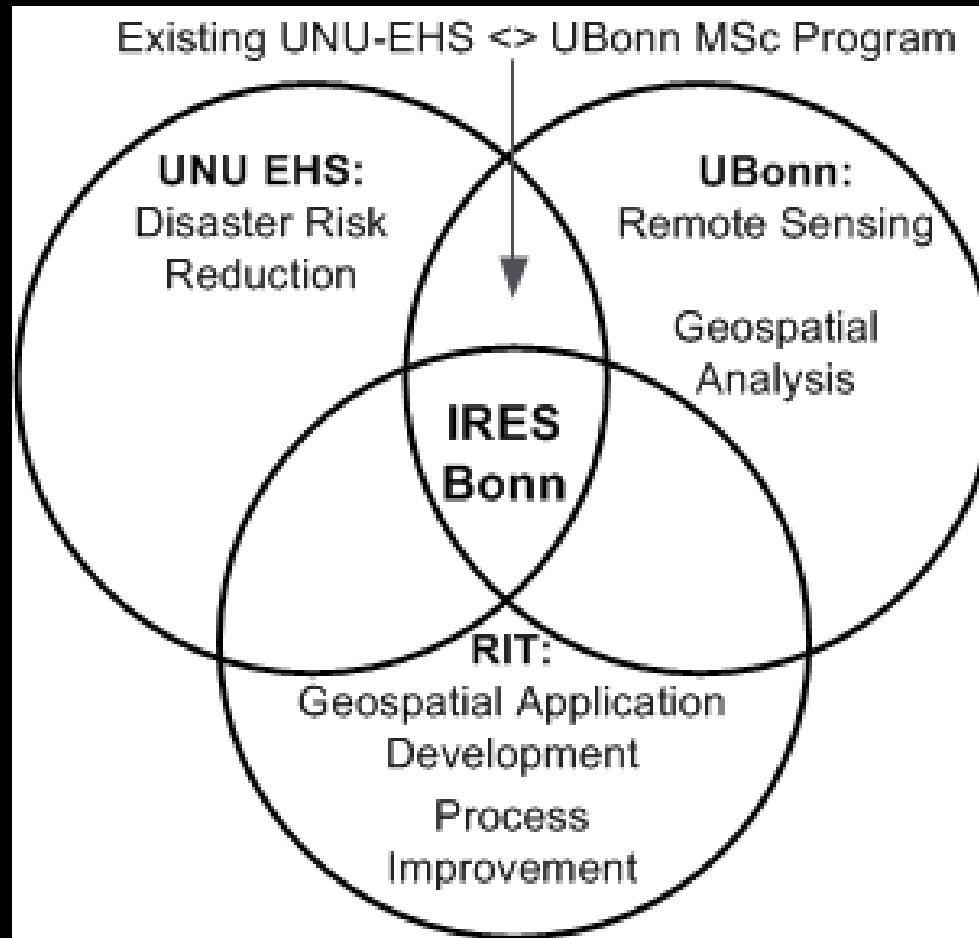 Existing UNU-EHS <> UBonn MSc Program
UNU EHS:
Disaster Risk
Reduction
UBonn:
Remote Sensing
Geospatial
Analysis
IRES
Bonn
RIT:
Geospatial Application
Development
Process
Improvement